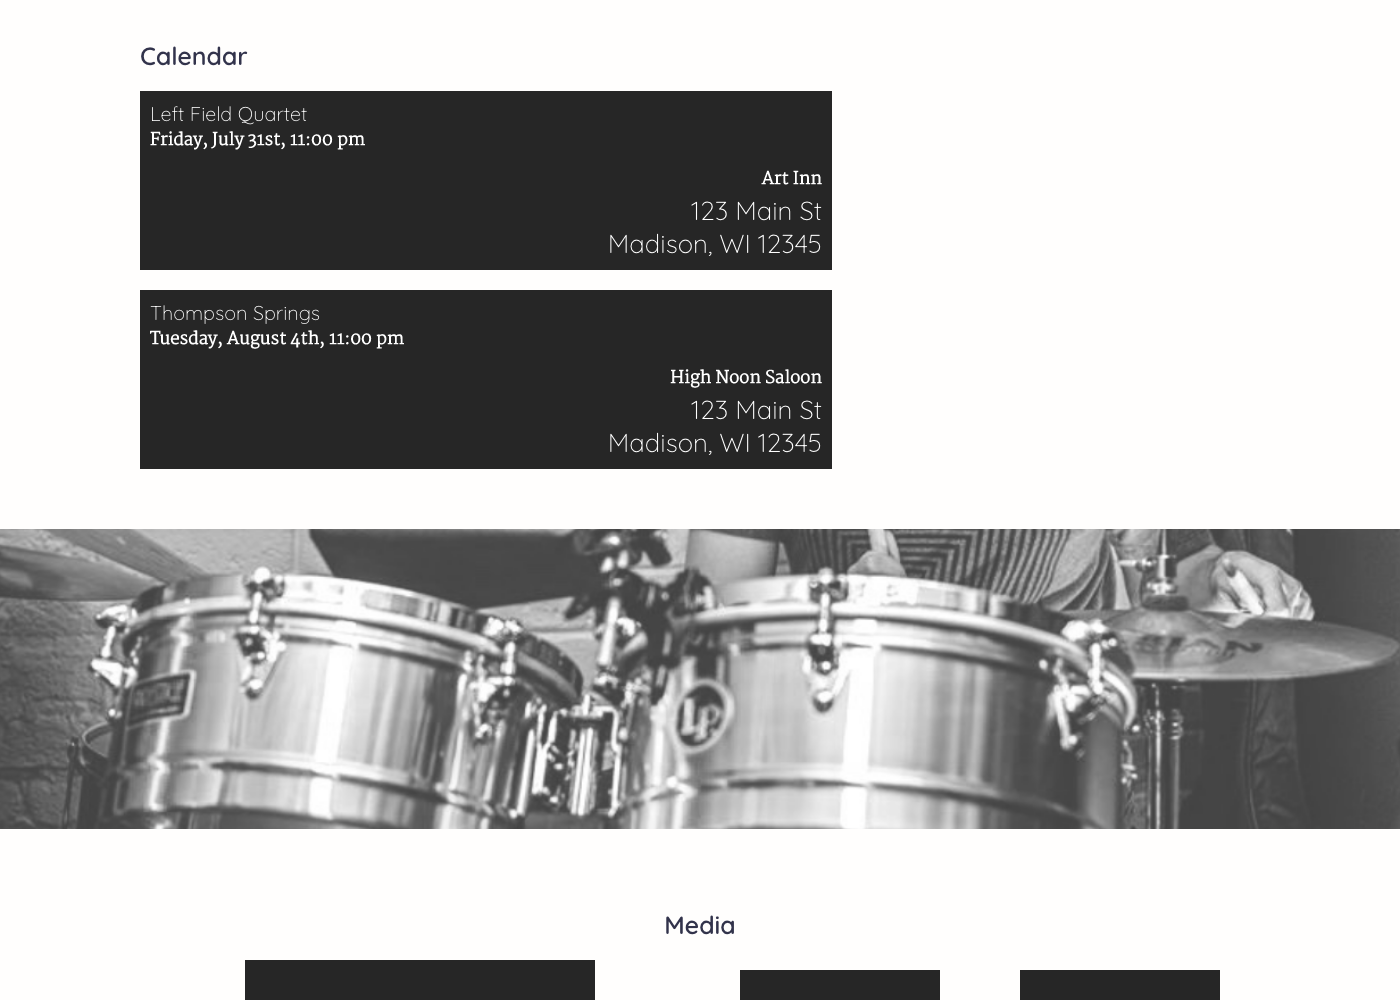 Calendar
Left Field Quartet
Friday, July 31st, 11:00 pm
Art Inn
123 Main St
Madison, WI 12345
Thompson Springs
Tuesday, August 4th, 11:00 pm
High Noon Saloon
123 Main St
Madison, WI 12345
LP
Media